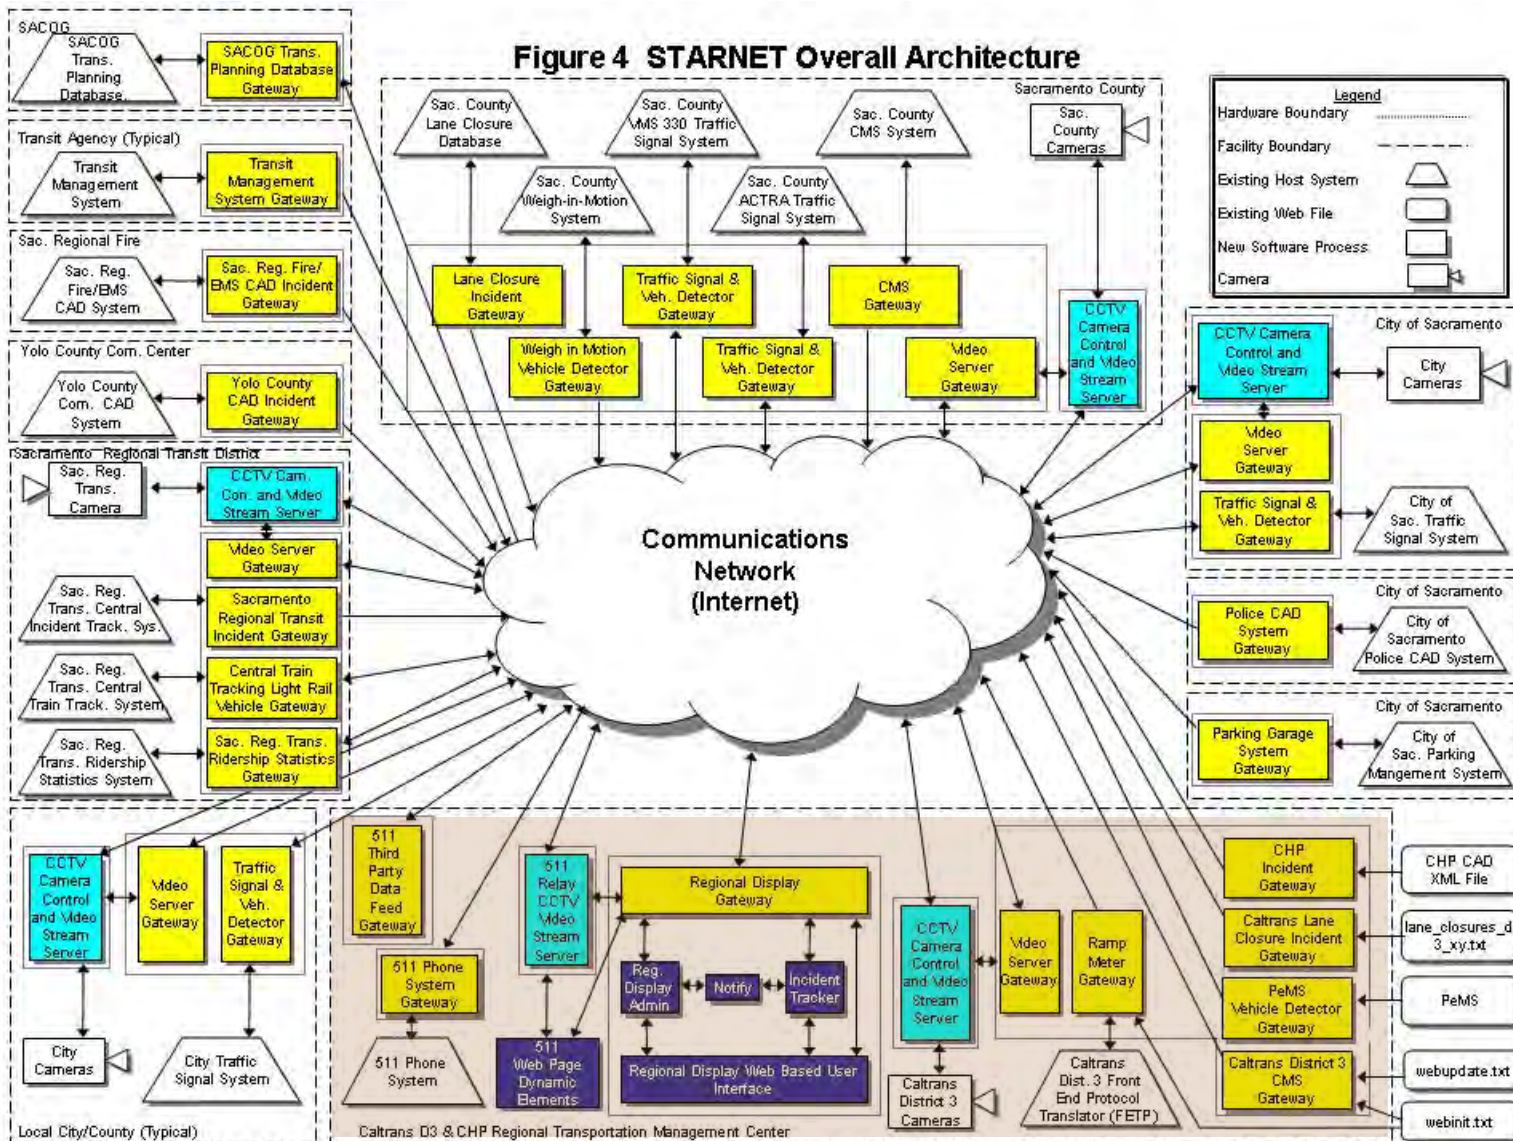 Figure 4 STARNET Overall Architecture
SACOG
SACOG
Trans.
Planning
Database.
SACOG Trans.
Planning Database
Gateway
Transit Agency (Typical)
Transit
Management
System
Transit
Management
System Gateway
Sac. Regional Fire
Sac. Reg.
Fire/EMS
CAD System
Sac. Reg. Fire/
EMS CAD Incident
Gateway
Yolo County Com. Center
Yolo County
Com. CAD
System
Yolo County
CAD Incident
Gateway
Sacramento Regional Transit District
Sac. Reg.
Trans.
Camera
CCTV Cam.
Con. and Video
Stream Server
Video Server
Gateway
Sac. Reg.
Trans. Central
Incident Track. Sys.
Sacramento
Regional Transit
Incident Gateway
Sac. Reg.
Trans. Central
Train Track. System
Central Train
Tracking Light Rail
Vehicle Gateway
Sac. Reg.
Trans. Ridership
Statistics System
Sac. Reg. Trans.
Ridership Statistics
Gateway
Sacramento County
Sac. County
Lane Closure
Database
Sac. County
VMS 330 Traffic
Signal System
Sac. County
CMS System
Sac.
County
Cameras
Sac. County
Weigh-in-Motion
System
Sac. County
ACTRA Traffic
Signal System
Lane Closure
Incident
Gateway
Traffic Signal &
Veh. Detector
Gateway
CMS
Gateway
CCTV
Camera
Control
and Video
Stream
Server
Weigh in Motion
Vehicle Detector
Gateway
Traffic Signal &
Veh. Detector
Gateway
Video
Server
Gateway
Legend
Hardware Boundary
Facility Boundary
Existing Host System
Existing Web File
New Software Process
Camera
City of Sacramento
CCTV Camera
Control and
Video Stream
Server
City
Cameras
Video
Server
Gateway
Traffic Signal &
Veh. Detector
Gateway
City of
Sac. Traffic
Signal System
City of Sacramento
Police CAD
System
Gateway
City of
Sacramento
Police CAD System
City of Sacramento
Parking Garage
System
Gateway
City of
Sac. Parking
Mangement System
Communications
Network
(Internet)
CCTV
Camera
Control
and Video
Stream
Server
Video
Server
Gateway
Traffic
Signal &
Veh.
Detector
Gateway
City
Cameras
City Traffic
Signal System
Local City/County (Typical)
511
Third
Party
Data
Feed
Gateway
511 Phone
System
Gateway
511 Phone
System
511
Relay
CCTV
Video
Stream
Server
511
Web Page
Dynamic
Elements
Regional Display
Gateway
Reg.
Display
Admin
Notify
Incident
Tracker
Regional Display Web Based User
Interface
CCTV
Camera
Control
and Video
Stream
Server
Caltrans
District 3
Cameras
Video
Server
Gateway
Ramp
Meter
Gateway
Caltrans
Dist. 3 Front
End Protocol
Translator (FETP)
CHP
Incident
Gateway
Caltrans Lane
Closure Incident
Gateway
PeMS
Vehicle Detector
Gateway
Caltrans District 3
CMS
Gateway
CHP CAD
XML File
lane_closures_d
3_xy.txt
PeMS
webupdate.txt
webinit.txt
Caltrans D3 & CHP Regional Transportation Management Center